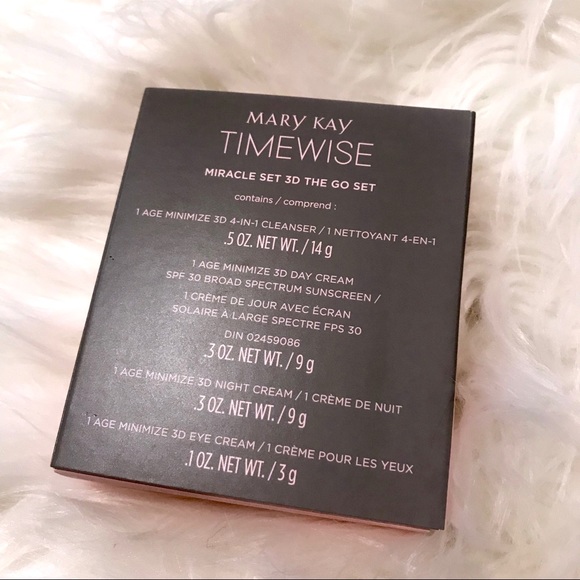 MARY KAY
TIMEWISE
MIRACLE SET 3D THE GO SET
contains / comprend :
1 AGE MINIMIZE 3D 4-IN-1 CLEANSER / 1 NETTOYANT 4-EN-1
.5 OZ. NET WT. / 14 g
1 AGE MINIMIZE 3D DAY CREAM
SPF 30 BROAD SPECTRUM SUNSCREEN /
1 CRÈME DE JOUR AVEC ÉCRAN
SOLAIRE À LARGE SPECTRE FPS 30
DIN 02459086
.3 OZ. NET WT. / 9 g
1 AGE MINIMIZE 3D NIGHT CREAM / 1 CRÈME DE NUIT
.3 OZ. NET WT. / 9 g
1 AGE MINIMIZE 3D EYE CREAM / 1 CRÈME POUR LES YEUX
.1 OZ. NET WT. / 3 g